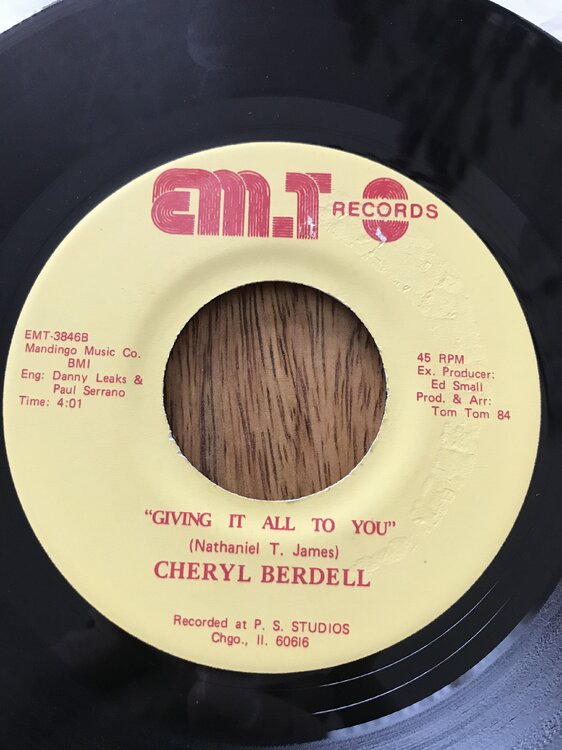 EM.T RECORDS
EMT-3846B
Mandingo Music Co.
BMI
Eng: Danny Leaks &
Paul Serrano
Time: 4:01
45 RPM
Ex. Producer:
Ed Small
Prod. & Arr:
Tom Tom 84
"GIVING IT ALL TO YOU"
(Nathaniel T. James)
CHERYL BERDELL
Recorded at P. S. STUDIOS
Chgo., Il. 60616